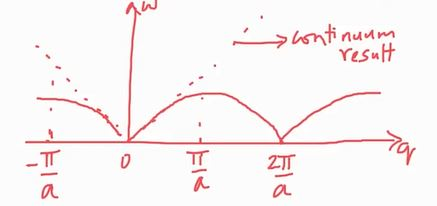 ω
continuum
result
-π/a
0
π/a
2π/a
q